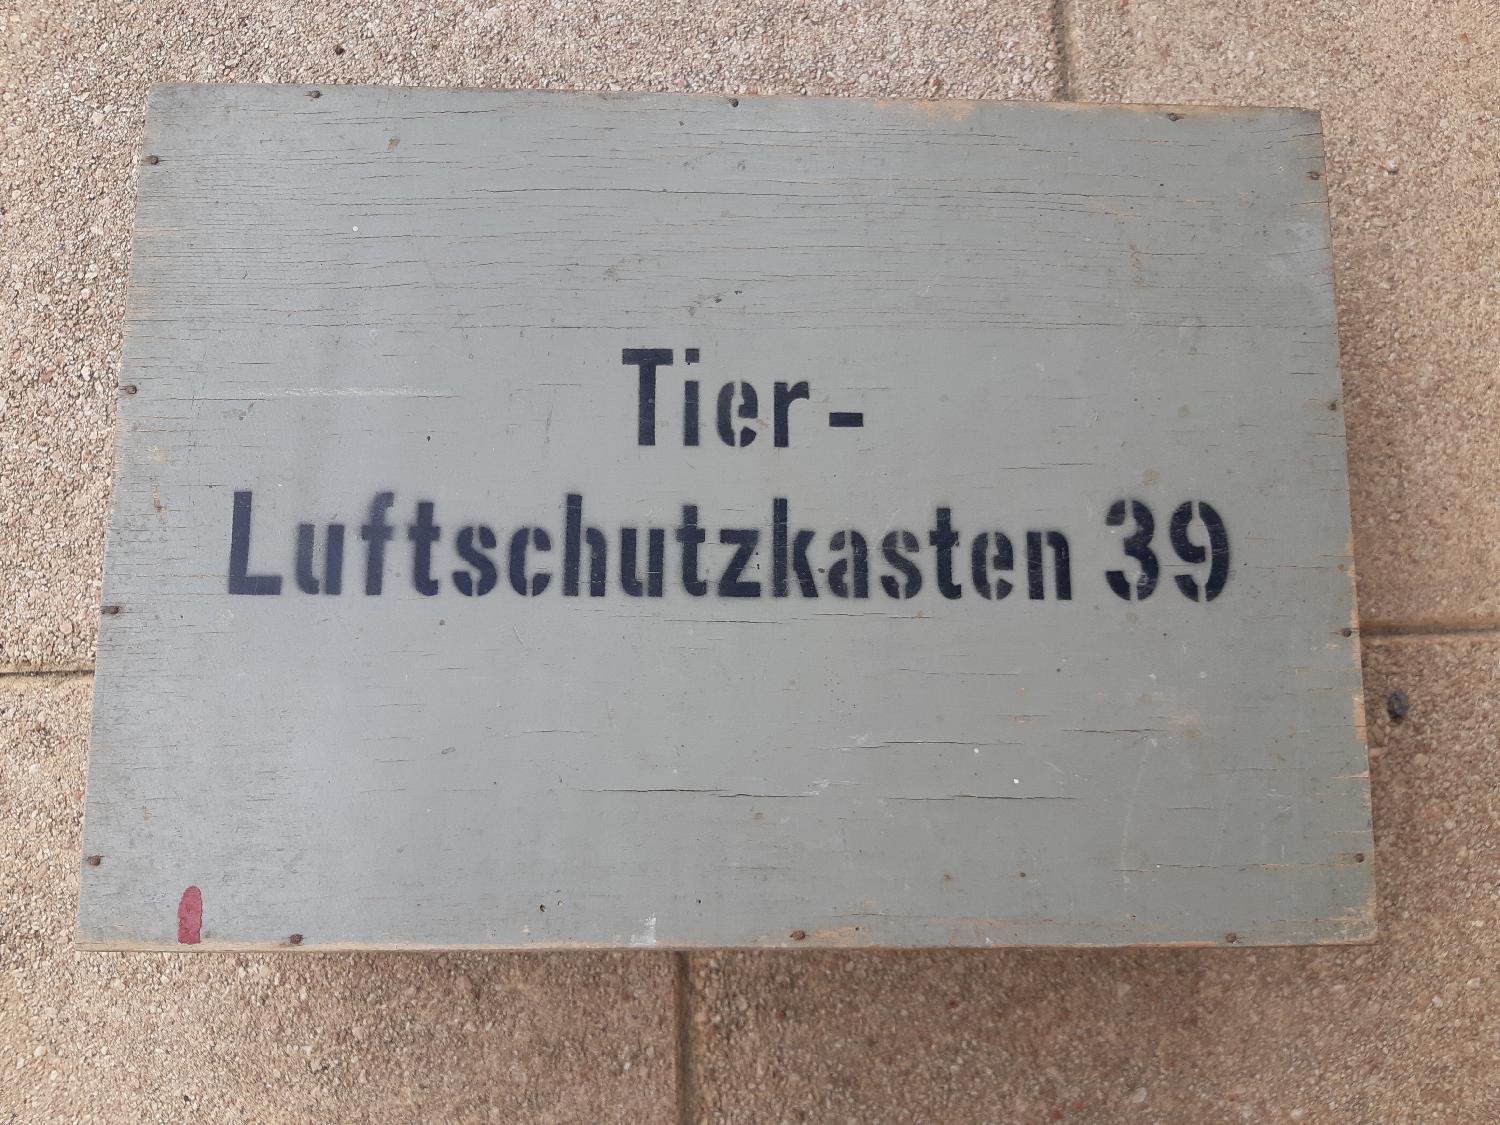 Tier-
Luftschutzkasten 39